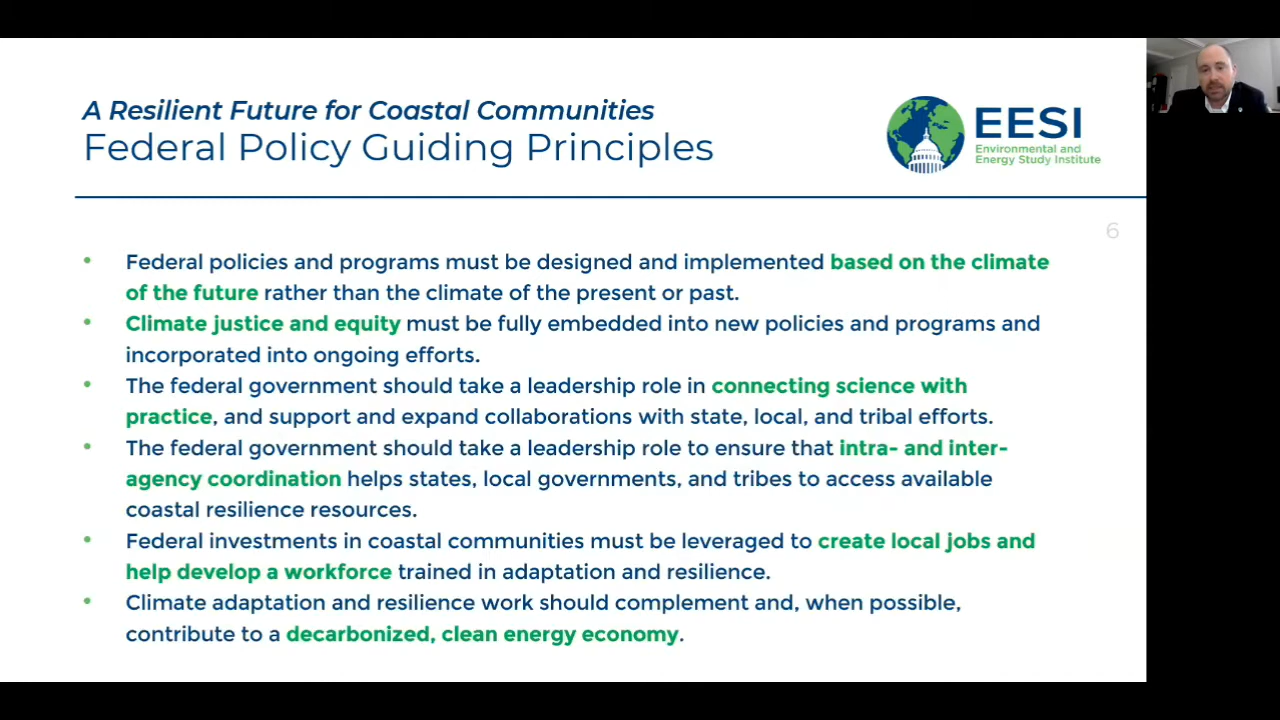 A Resilient Future for Coastal Communities
Federal Policy Guiding Principles
EESI
Environmental and
Energy Study Institute
6
• Federal policies and programs must be designed and implemented based on the climate
of the future rather than the climate of the present or past.
• Climate justice and equity must be fully embedded into new policies and programs and
incorporated into ongoing efforts.
• The federal government should take a leadership role in connecting science with
practice, and support and expand collaborations with state, local, and tribal efforts.
• The federal government should take a leadership role to ensure that intra- and inter-
agency coordination helps states, local governments, and tribes to access available
coastal resilience resources.
• Federal investments in coastal communities must be leveraged to create local jobs and
help develop a workforce trained in adaptation and resilience.
• Climate adaptation and resilience work should complement and, when possible,
contribute to a decarbonized, clean energy economy.